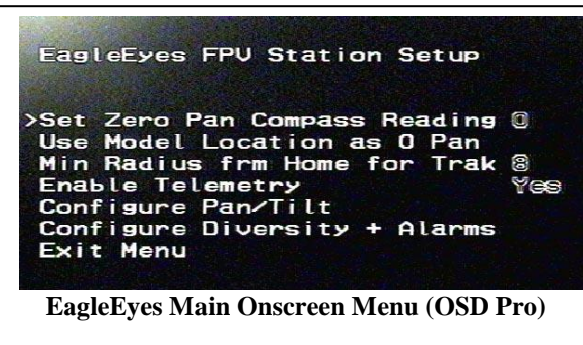 EagleEyes FPV Station Setup
>Set Zero Pan Compass Reading 0
Use Model Location as 0 Pan
Min Radius frm Home for Trak 8
Enable Telemetry Yes
Configure Pan/Tilt
Configure Diversity + Alarms
Exit Menu
EagleEyes Main Onscreen Menu (OSD Pro)